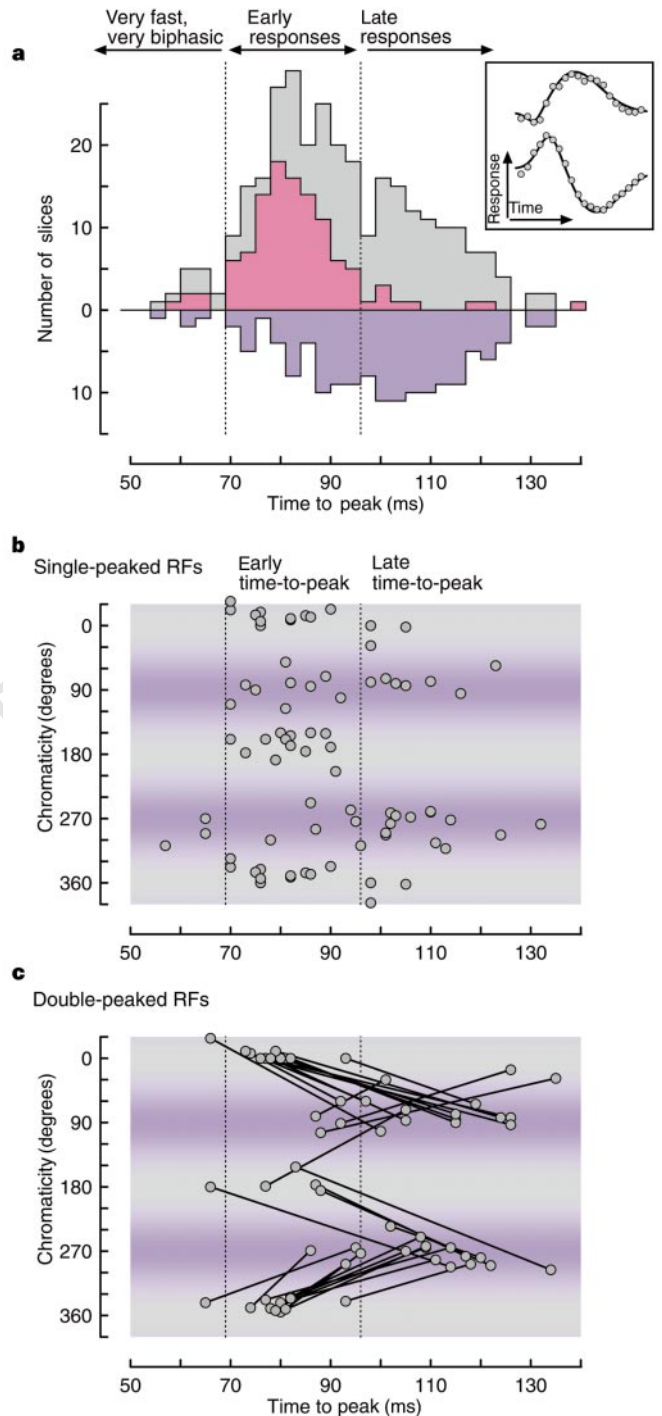 Very fast,
very biphasic
Early
responses
Late
responses
a
20
10
0
10
Number of slices
Response
Time
50 70 90 110 130
Time to peak (ms)
b
Single-peaked RFs
Early
time-to-peak
Late
time-to-peak
0
90
180
270
360
Chromaticity (degrees)
50 70 90 110 130
c
Double-peaked RFs
0
90
180
270
360
Chromaticity (degrees)
50 70 90 110 130
Time to peak (ms)